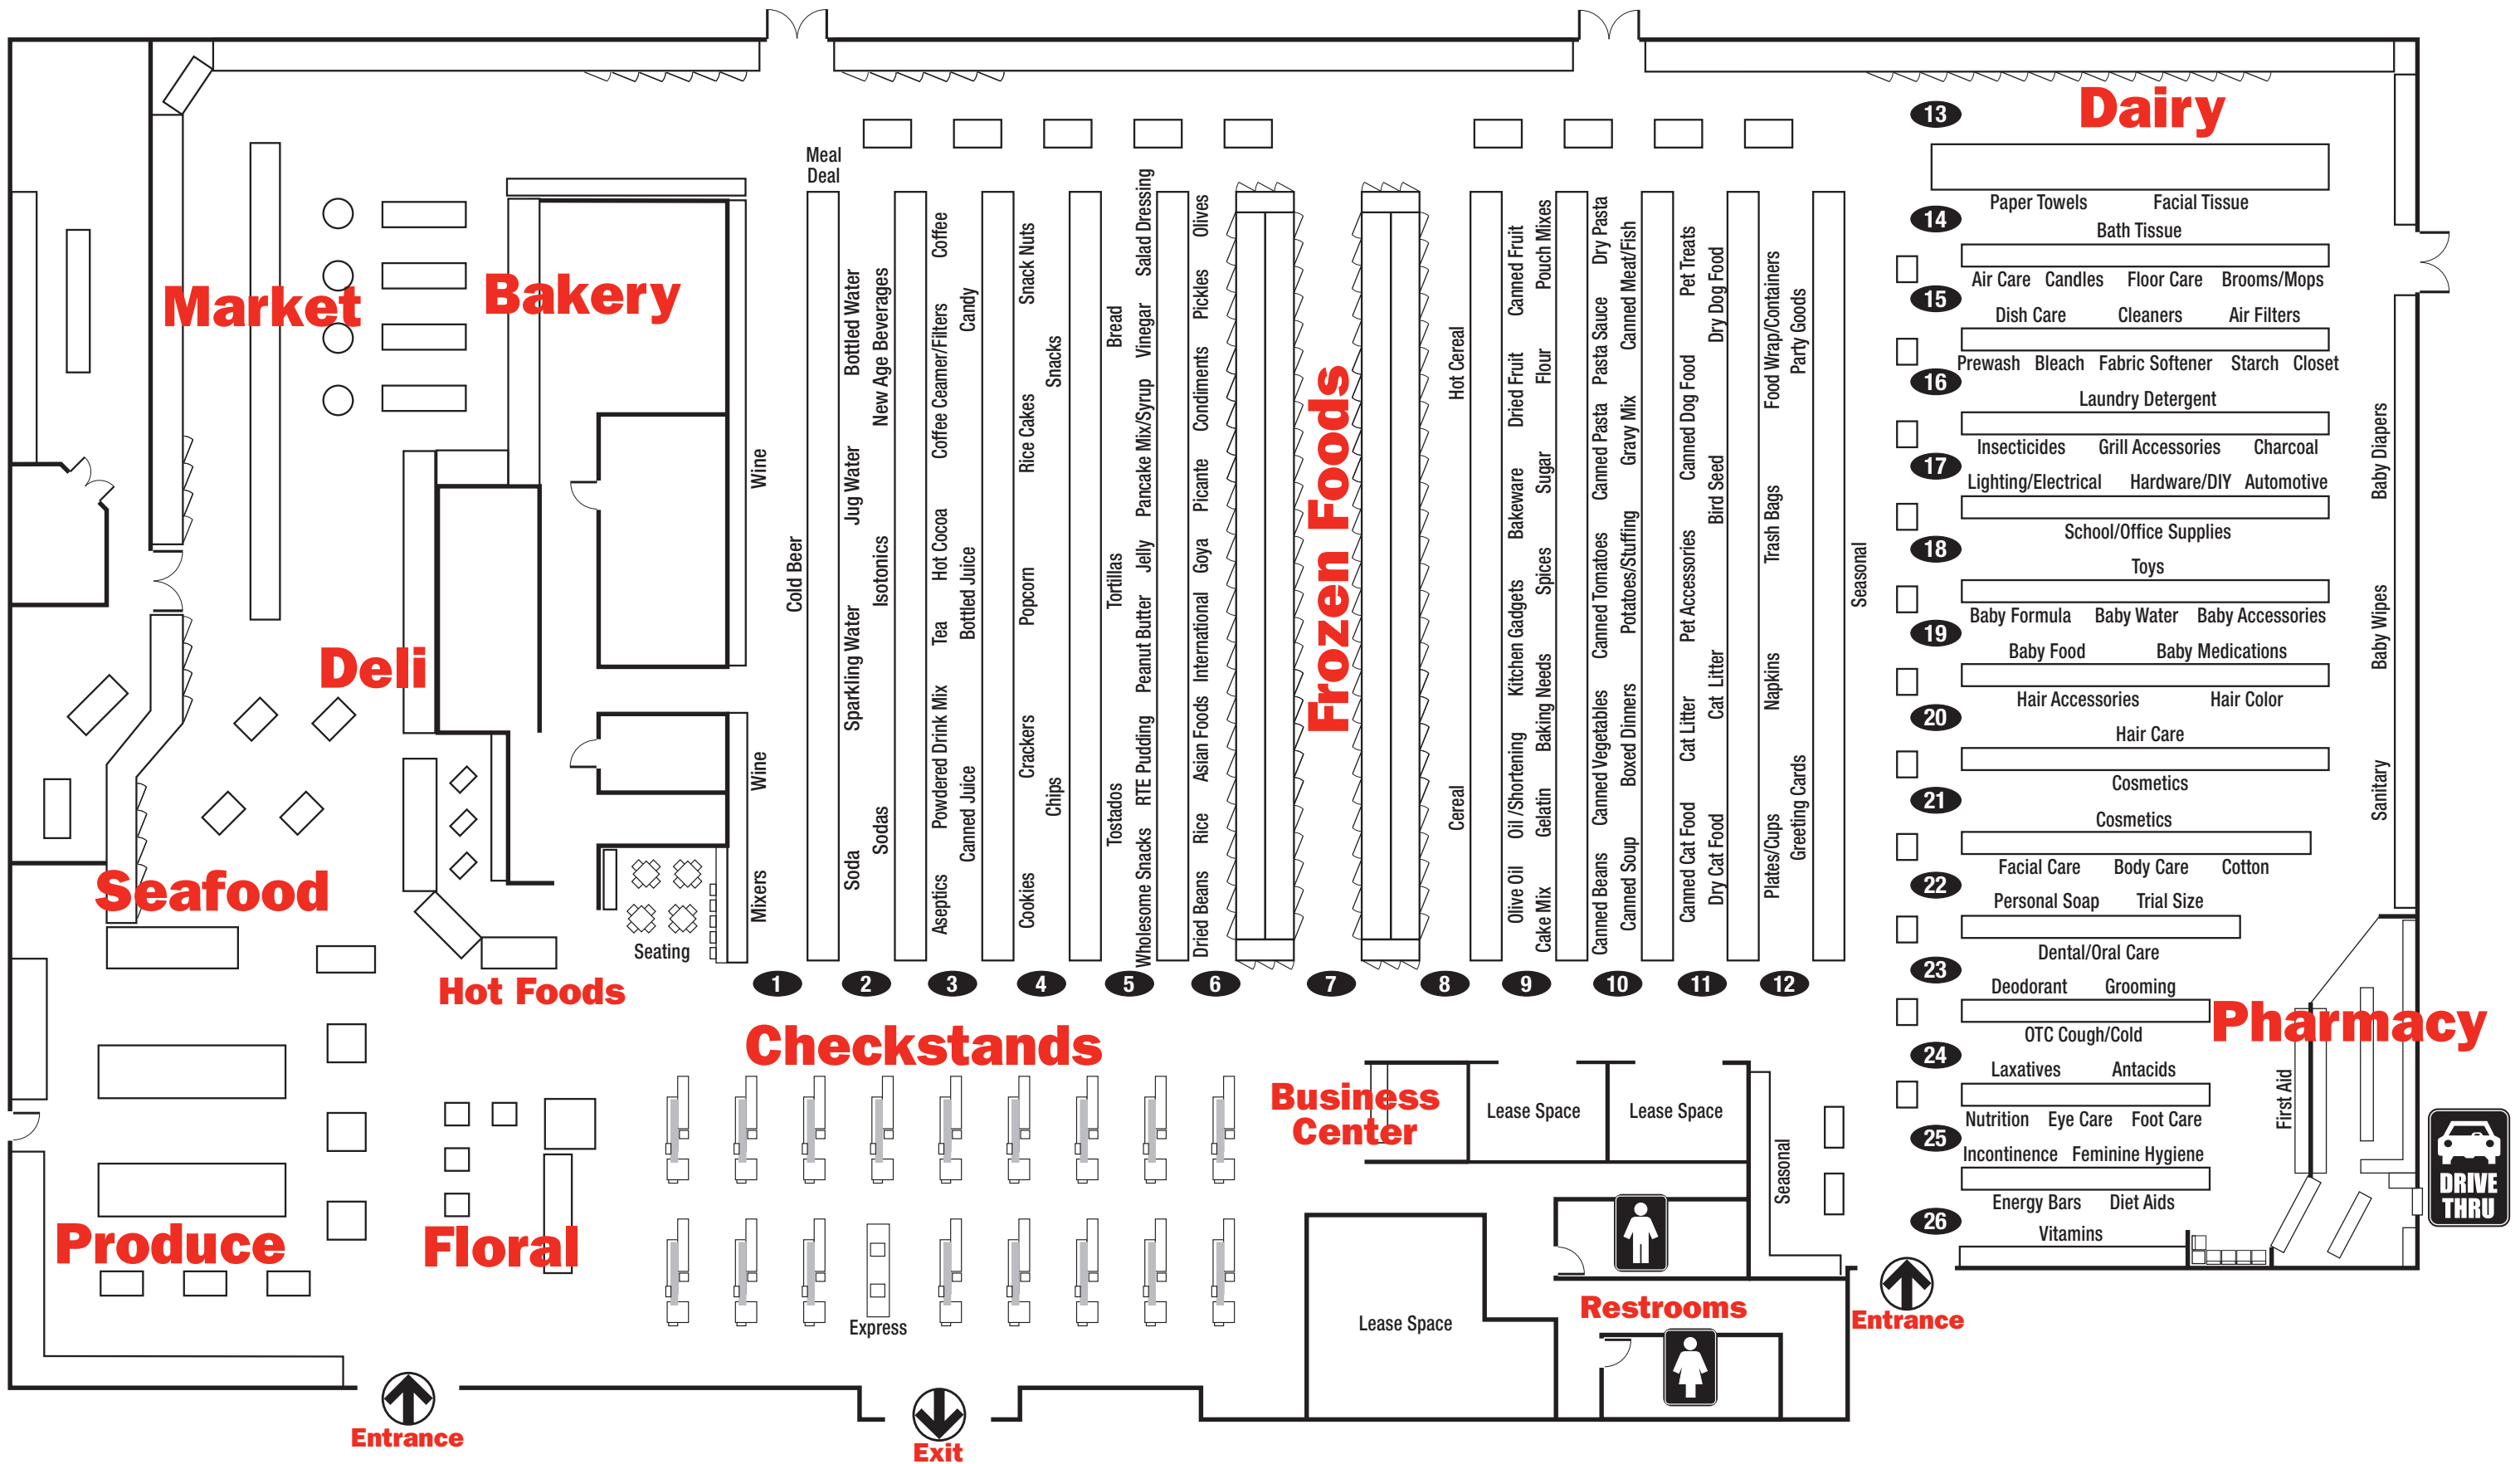 Market
Bakery
Deli
Seafood
Hot Foods
Seating
Produce
Floral
Checkstands
Express
Entrance
Exit
Wine
Wine
Mixers
Meal
Deal
Cold Beer
1
Bottled Water
Jug Water
Sparkling Water
Soda
New Age Beverages
Isotonics
Sodas
2
Coffee
Coffee Ceamer/Filters
Hot Cocoa
Tea
Powdered Drink Mix
Aseptics
Candy
Bottled Juice
Canned Juice
3
Snack Nuts
Rice Cakes
Popcorn
Crackers
Cookies
Snacks
Chips
4
Bread
Tortillas
Tostados
Salad Dressing
Vinegar
Pancake Mix/Syrup
Jelly
Peanut Butter
RTE Pudding
Wholesome Snacks
5
Olives
Pickles
Condiments
Picante
Goya
International
Asian Foods
Rice
Dried Beans
6
Frozen Foods
7
Hot Cereal
Cereal
8
Canned Fruit
Dried Fruit
Bakeware
Kitchen Gadgets
Oil /Shortening
Olive Oil
Pouch Mixes
Flour
Sugar
Spices
Baking Needs
Gelatin
Cake Mix
9
Dry Pasta
Pasta Sauce
Canned Pasta
Canned Tomatoes
Canned Vegetables
Canned Beans
Canned Meat/Fish
Gravy Mix
Potatoes/Stuffing
Boxed Dinners
Canned Soup
10
Pet Treats
Canned Dog Food
Pet Accessories
Cat Litter
Canned Cat Food
Dry Dog Food
Bird Seed
Cat Litter
Dry Cat Food
11
Food Wrap/Containers
Trash Bags
Napkins
Plates/Cups
Party Goods
Greeting Cards
12
Seasonal
13
Dairy
Paper Towels Facial Tissue
14
Bath Tissue
Air Care Candles Floor Care Brooms/Mops
15
Dish Care Cleaners Air Filters
Prewash Bleach Fabric Softener Starch Closet
16
Laundry Detergent
Insecticides Grill Accessories Charcoal
17
Lighting/Electrical Hardware/DIY Automotive
School/Office Supplies
18
Toys
Baby Formula Baby Water Baby Accessories
19
Baby Food Baby Medications
Hair Accessories Hair Color
20
Hair Care
Cosmetics
21
Cosmetics
Facial Care Body Care Cotton
22
Personal Soap Trial Size
Dental/Oral Care
23
Deodorant Grooming
OTC Cough/Cold
24
Laxatives Antacids
Nutrition Eye Care Foot Care
25
Incontinence Feminine Hygiene
Energy Bars Diet Aids
26
Vitamins
Baby Diapers
Baby Wipes
Sanitary
Pharmacy
First Aid
DRIVE
THRU
Business
Center
Lease Space
Lease Space
Seasonal
Lease Space
Restrooms
Entrance